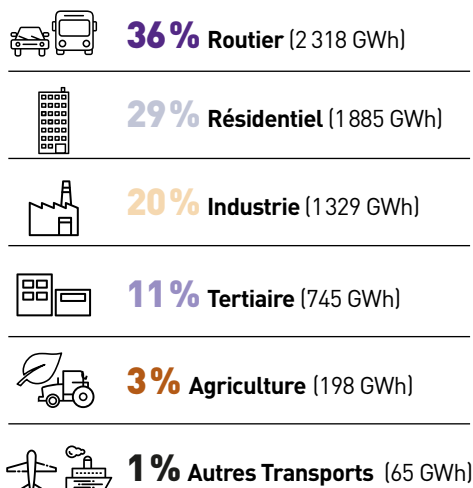 36% Routier (2 318 GWh)
29% Résidentiel (1 885 GWh)
20% Industrie (1 329 GWh)
11% Tertiaire (745 GWh)
3% Agriculture (198 GWh)
1% Autres Transports (65 GWh)